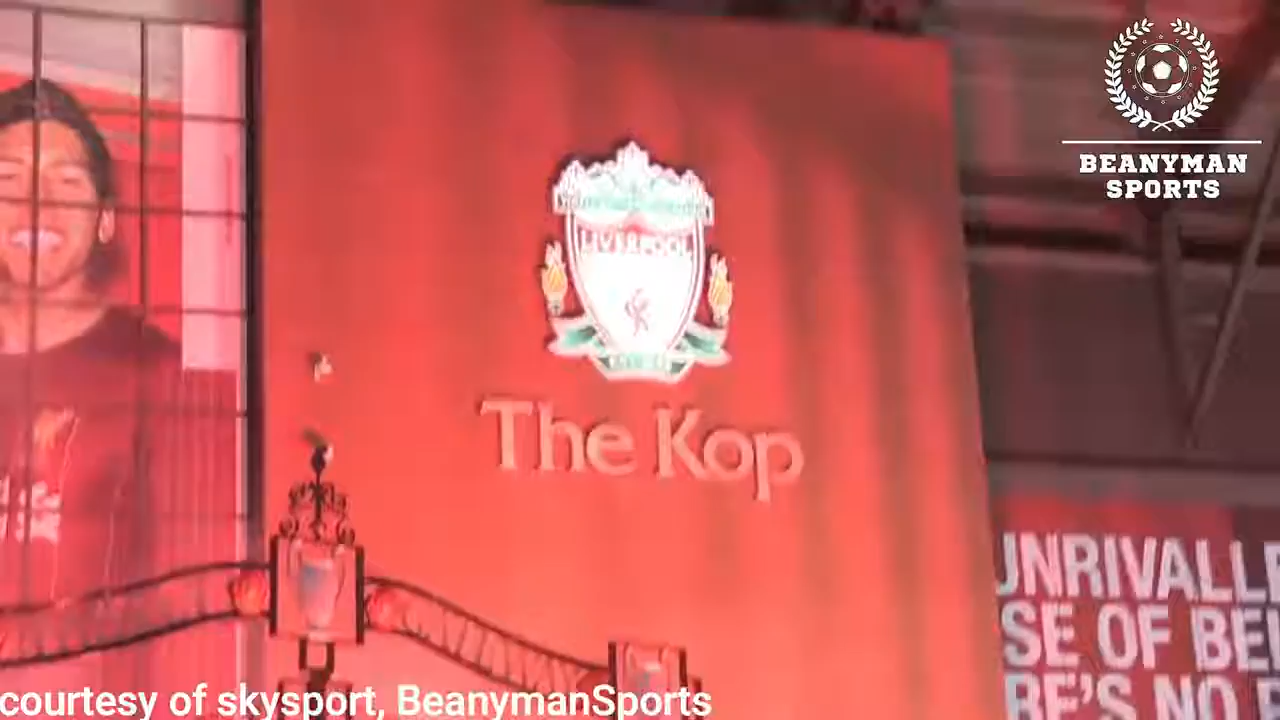 BEANYMAN
SPORTS
LIVERPOOL
The Kop
UNRIVALLE
SE OF BE
RE'S NO
courtesy of skysport, BeanymanSports